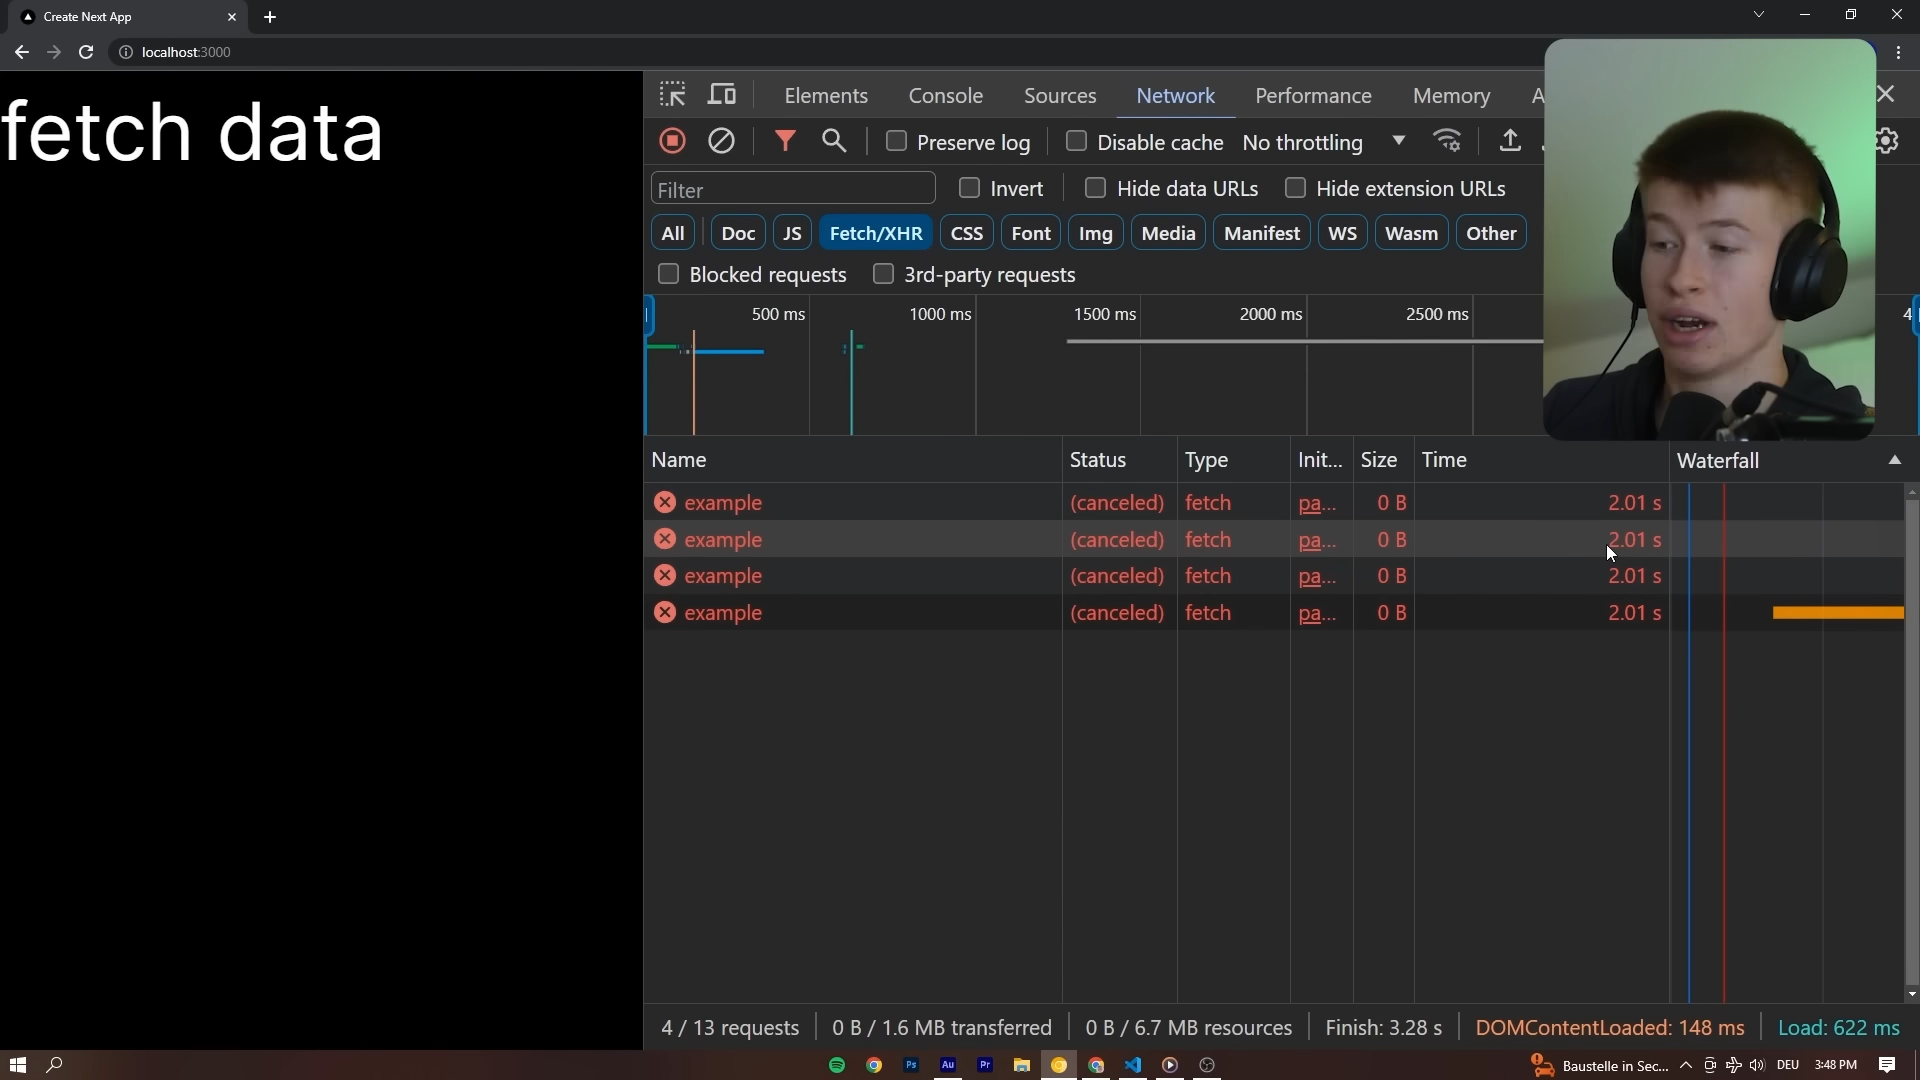 Create Next App
localhost:3000
fetch data
Elements Console Sources Network Performance Memory A
Preserve log Disable cache No throttling
Filter Invert Hide data URLs Hide extension URLs
All Doc JS Fetch/XHR CSS Font Img Media Manifest WS Wasm Other
Blocked requests 3rd-party requests
500 ms 1000 ms 1500 ms 2000 ms 2500 ms 4
Name Status Type Init... Size Time Waterfall
example (canceled) fetch pa... 0 B 2.01 s
example (canceled) fetch pa... 0 B 2.01 s
example (canceled) fetch pa... 0 B 2.01 s
example (canceled) fetch pa... 0 B 2.01 s
4 / 13 requests 0 B / 1.6 MB transferred 0 B / 6.7 MB resources Finish: 3.28 s DOMContentLoaded: 148 ms Load: 622 ms
Ps Au Pr Baustelle in Sec... DEU 3:48 PM